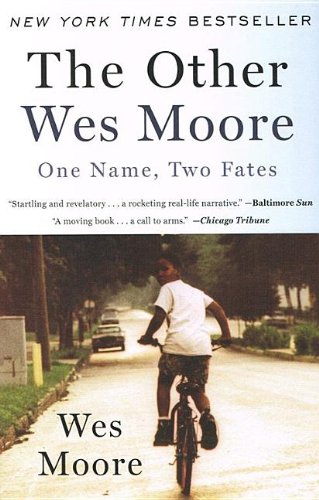 NEW YORK TIMES BESTSELLER
The Other
Wes Moore
One Name, Two Fates
"Startling and revelatory . . . a rocketing real-life narrative." —Baltimore Sun
"A moving book . . . a call to arms." —Chicago Tribune
Wes
Moore